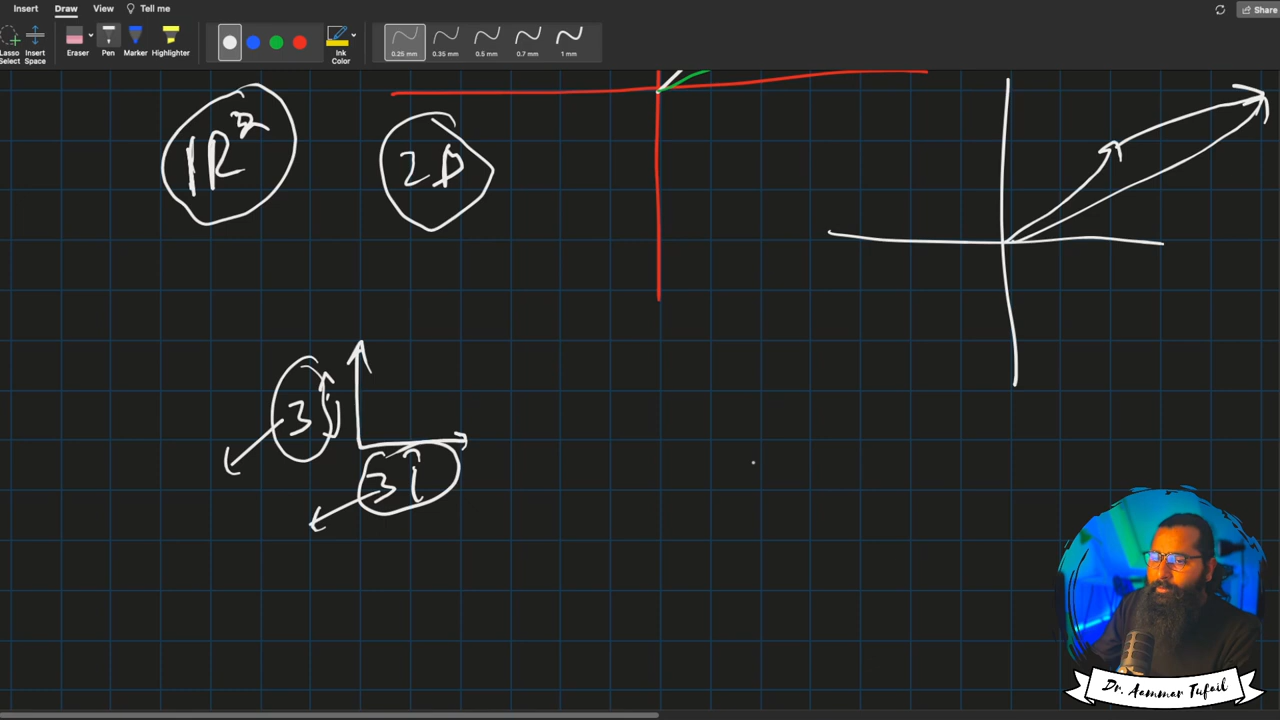 Insert Draw View Tell me
Share
Lasso Select
Insert Space
Eraser
Pen
Marker
Highlighter
Ink Color
0.25 mm
0.35 mm
0.5 mm
0.7 mm
1 mm
2D
3ĵ
3î
Dr. Aammar Tufail